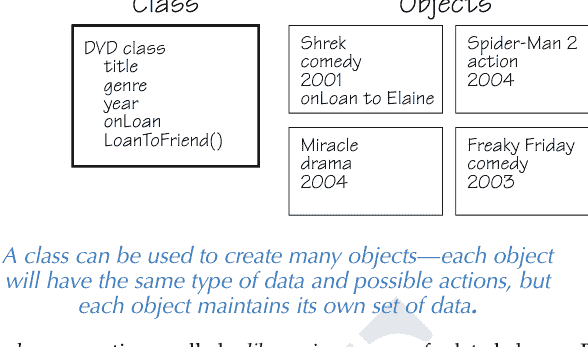 Class
Objects
DVD class
title
genre
year
onLoan
LoanToFriend()
Shrek
comedy
2001
onLoan to Elaine
Spider-Man 2
action
2004
Miracle
drama
2004
Freaky Friday
comedy
2003
A class can be used to create many objects—each object
will have the same type of data and possible actions, but
each object maintains its own set of data.